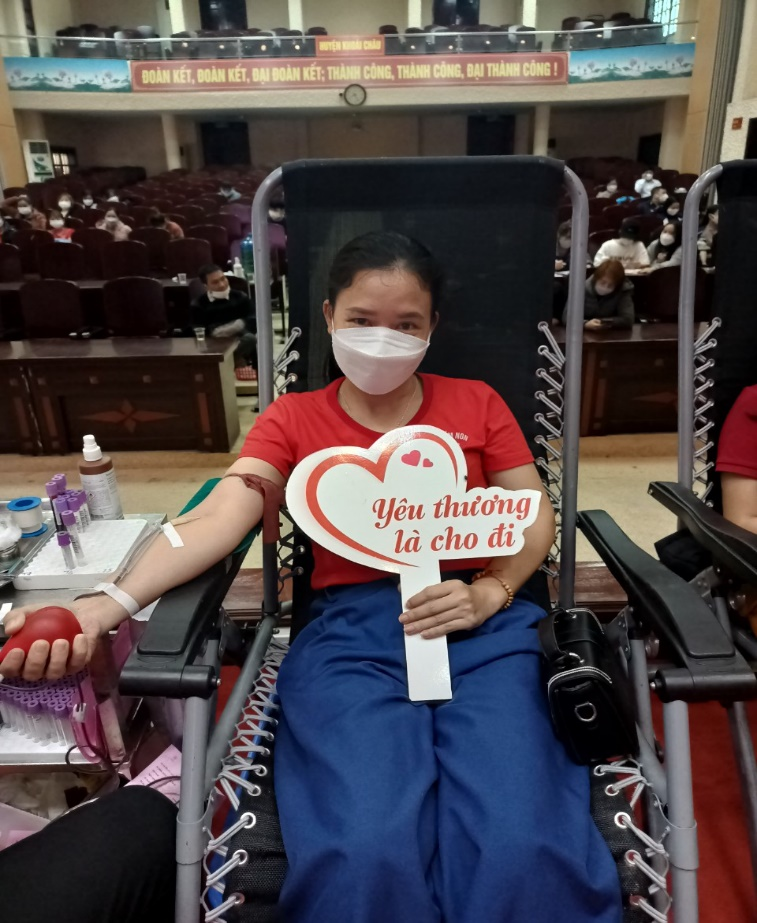 HUYỆN KHOÁI CHÂU
ĐOÀN KẾT, ĐOÀN KẾT, ĐẠI ĐOÀN KẾT; THÀNH CÔNG, THÀNH CÔNG, ĐẠI THÀNH CÔNG !
Yêu thương
là cho đi